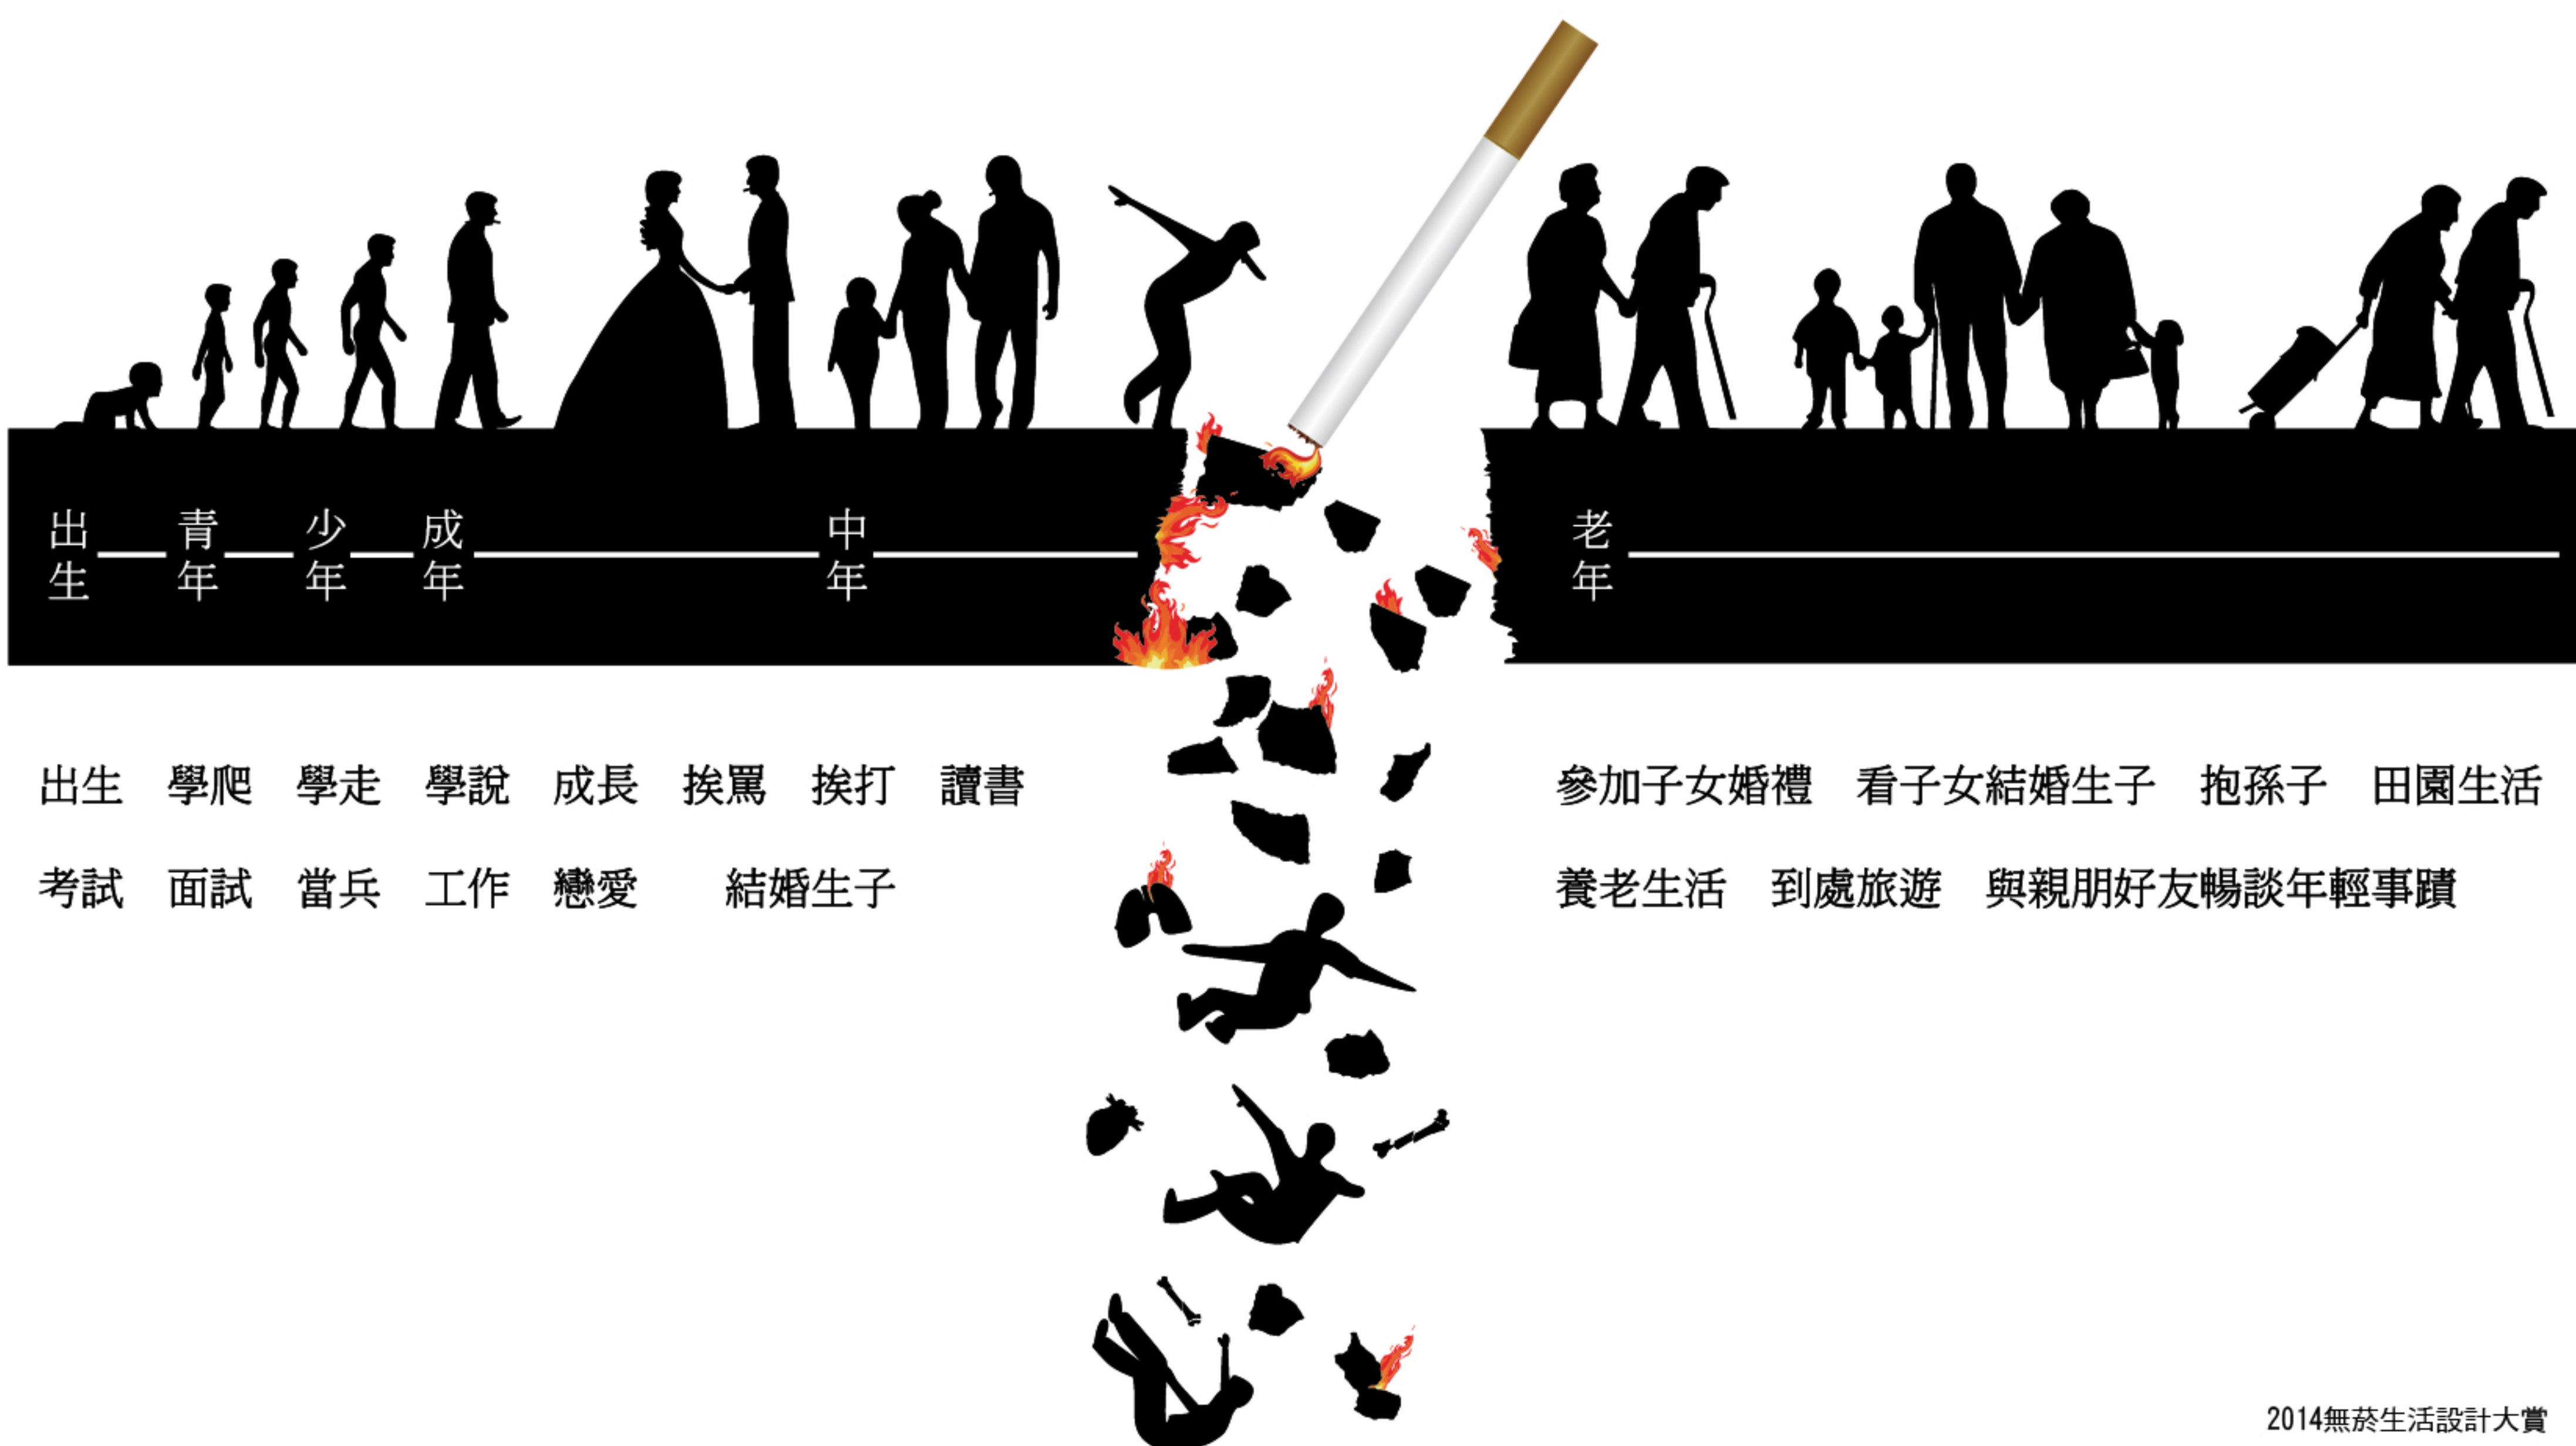 出生 青年 少年 成年 中年 老年
出生 學爬 學走 學說 成長 挨罵 挨打 讀書
考試 面試 當兵 工作 戀愛 結婚生子
參加子女婚禮 看子女結婚生子 抱孫子 田園生活
養老生活 到處旅遊 與親朋好友暢談年輕事蹟
2014無菸生活設計大賞